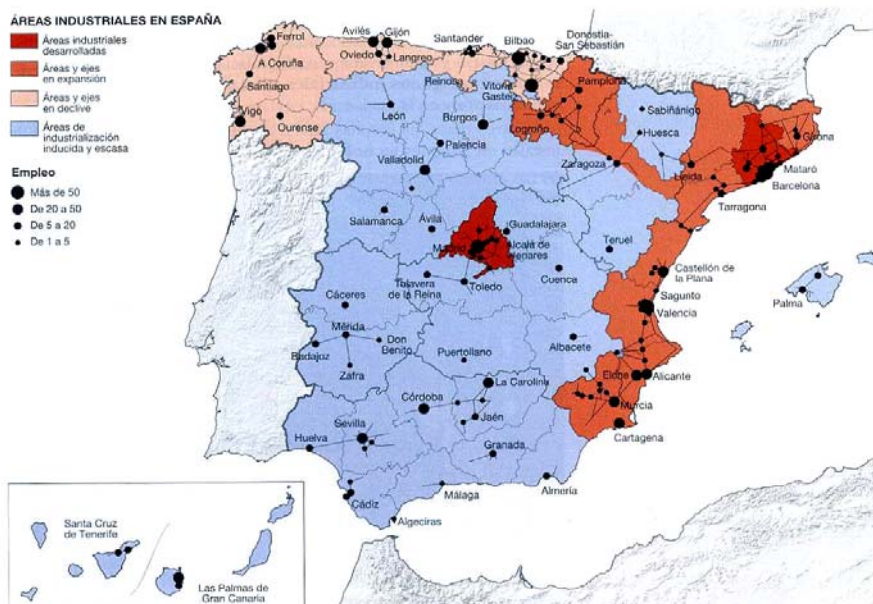 ÁREAS INDUSTRIALES EN ESPAÑA
Áreas industriales
desarrolladas
Áreas y ejes
en expansión
Áreas y ejes
en declive
Áreas de
industrialización
inducida y escasa
Empleo
Más de 50
De 20 a 50
De 5 a 20
De 1 a 5
Ferrol
A Coruña
Santiago
Vigo
Ourense
Avilés
Gijón
Oviedo
Langreo
Santander
Reinosa
Bilbao
Donostia-
San Sebastián
Vitoria-
Gasteiz
Pamplona
Logroño
León
Burgos
Palencia
Valladolid
Zaragoza
Sabiñánigo
Huesca
Lleida
Girona
Mataró
Barcelona
Tarragona
Salamanca
Ávila
Madrid
Guadalajara
Alcalá de
Henares
Teruel
Talavera
de la Reina
Toledo
Cuenca
Castellón de
la Plana
Sagunto
Valencia
Palma
Cáceres
Mérida
Badajoz
Don
Benito
Zafra
Puertollano
Albacete
Elche
Alicante
Murcia
Cartagena
La Carolina
Córdoba
Jaén
Sevilla
Huelva
Granada
Cádiz
Málaga
Almería
Algeciras
Santa Cruz
de Tenerife
Las Palmas de
Gran Canaria